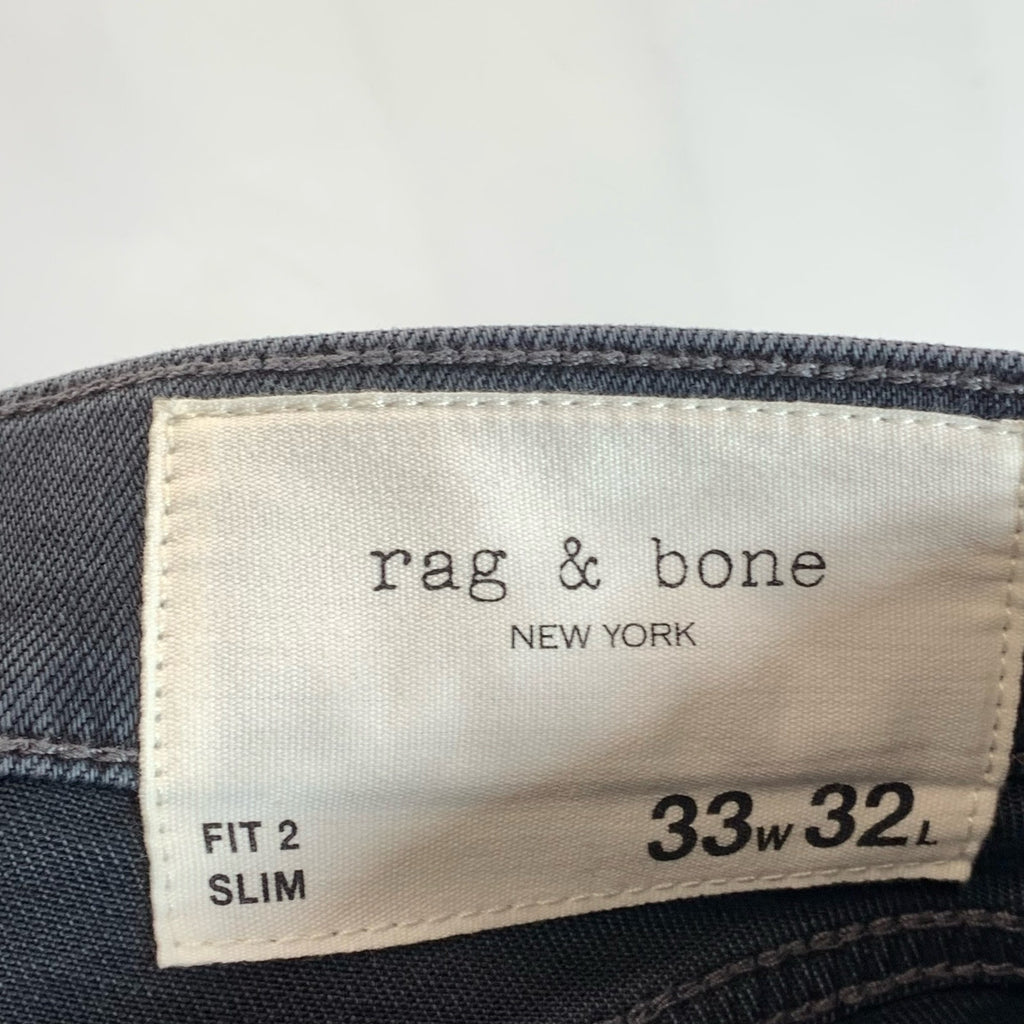 rag & bone
NEW YORK
FIT 2
SLIM
33W 32L